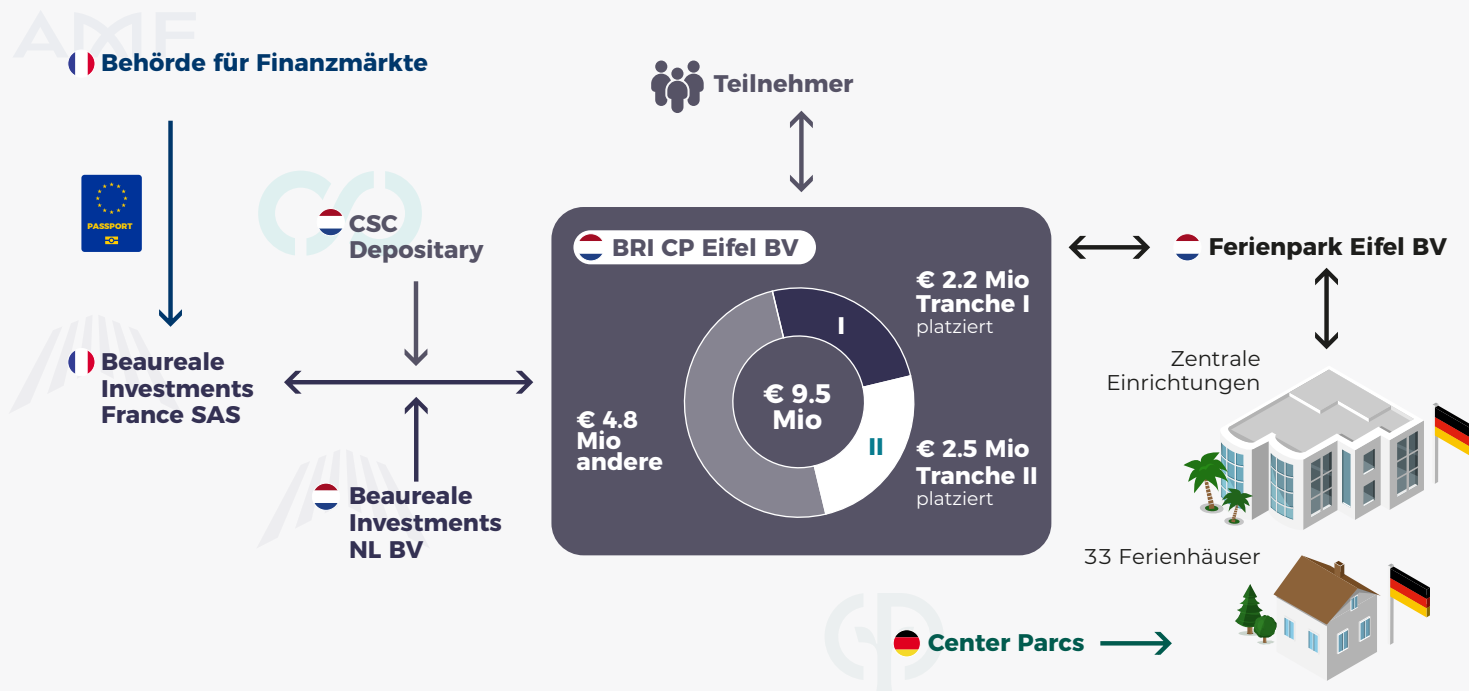 AMF
Behörde für Finanzmärkte
Teilnehmer
PASSPORT
CSC
Depositary
BRI CP Eifel BV
Ferienpark Eifel BV
€ 2.2 Mio
Tranche I
platziert
I
€ 9.5
Mio
€ 4.8
Mio
andere
II
€ 2.5 Mio
Tranche II
platziert
Beaureale
Investments
France SAS
Beaureale
Investments
NL BV
Zentrale
Einrichtungen
33 Ferienhäuser
Center Parcs